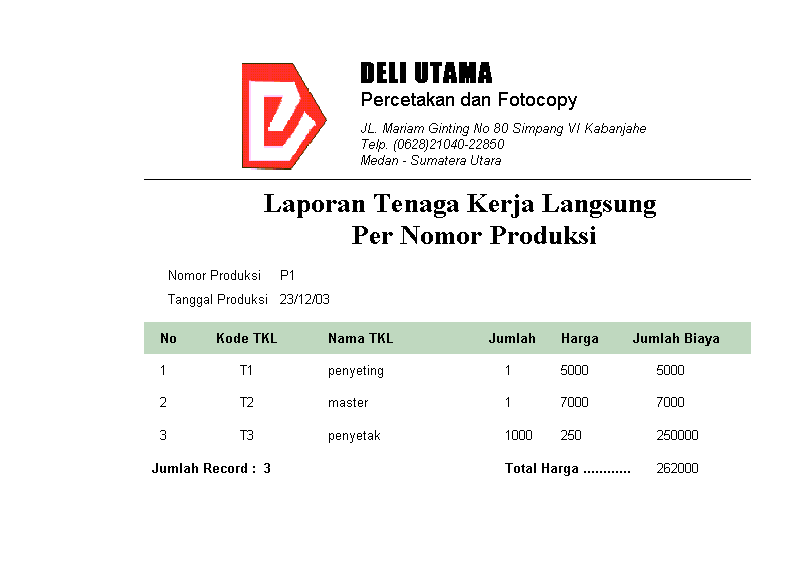 DELI UTAMA
Percetakan dan Fotocopy
JL. Mariam Ginting No 80 Simpang VI Kabanjahe
Telp. (0628)21040-22850
Medan - Sumatera Utara
Laporan Tenaga Kerja Langsung
Per Nomor Produksi
Nomor Produksi P1
Tanggal Produksi 23/12/03
No Kode TKL Nama TKL Jumlah Harga Jumlah Biaya
1 T1 penyeting 1 5000 5000
2 T2 master 1 7000 7000
3 T3 penyetak 1000 250 250000
Jumlah Record : 3 Total Harga ............ 262000